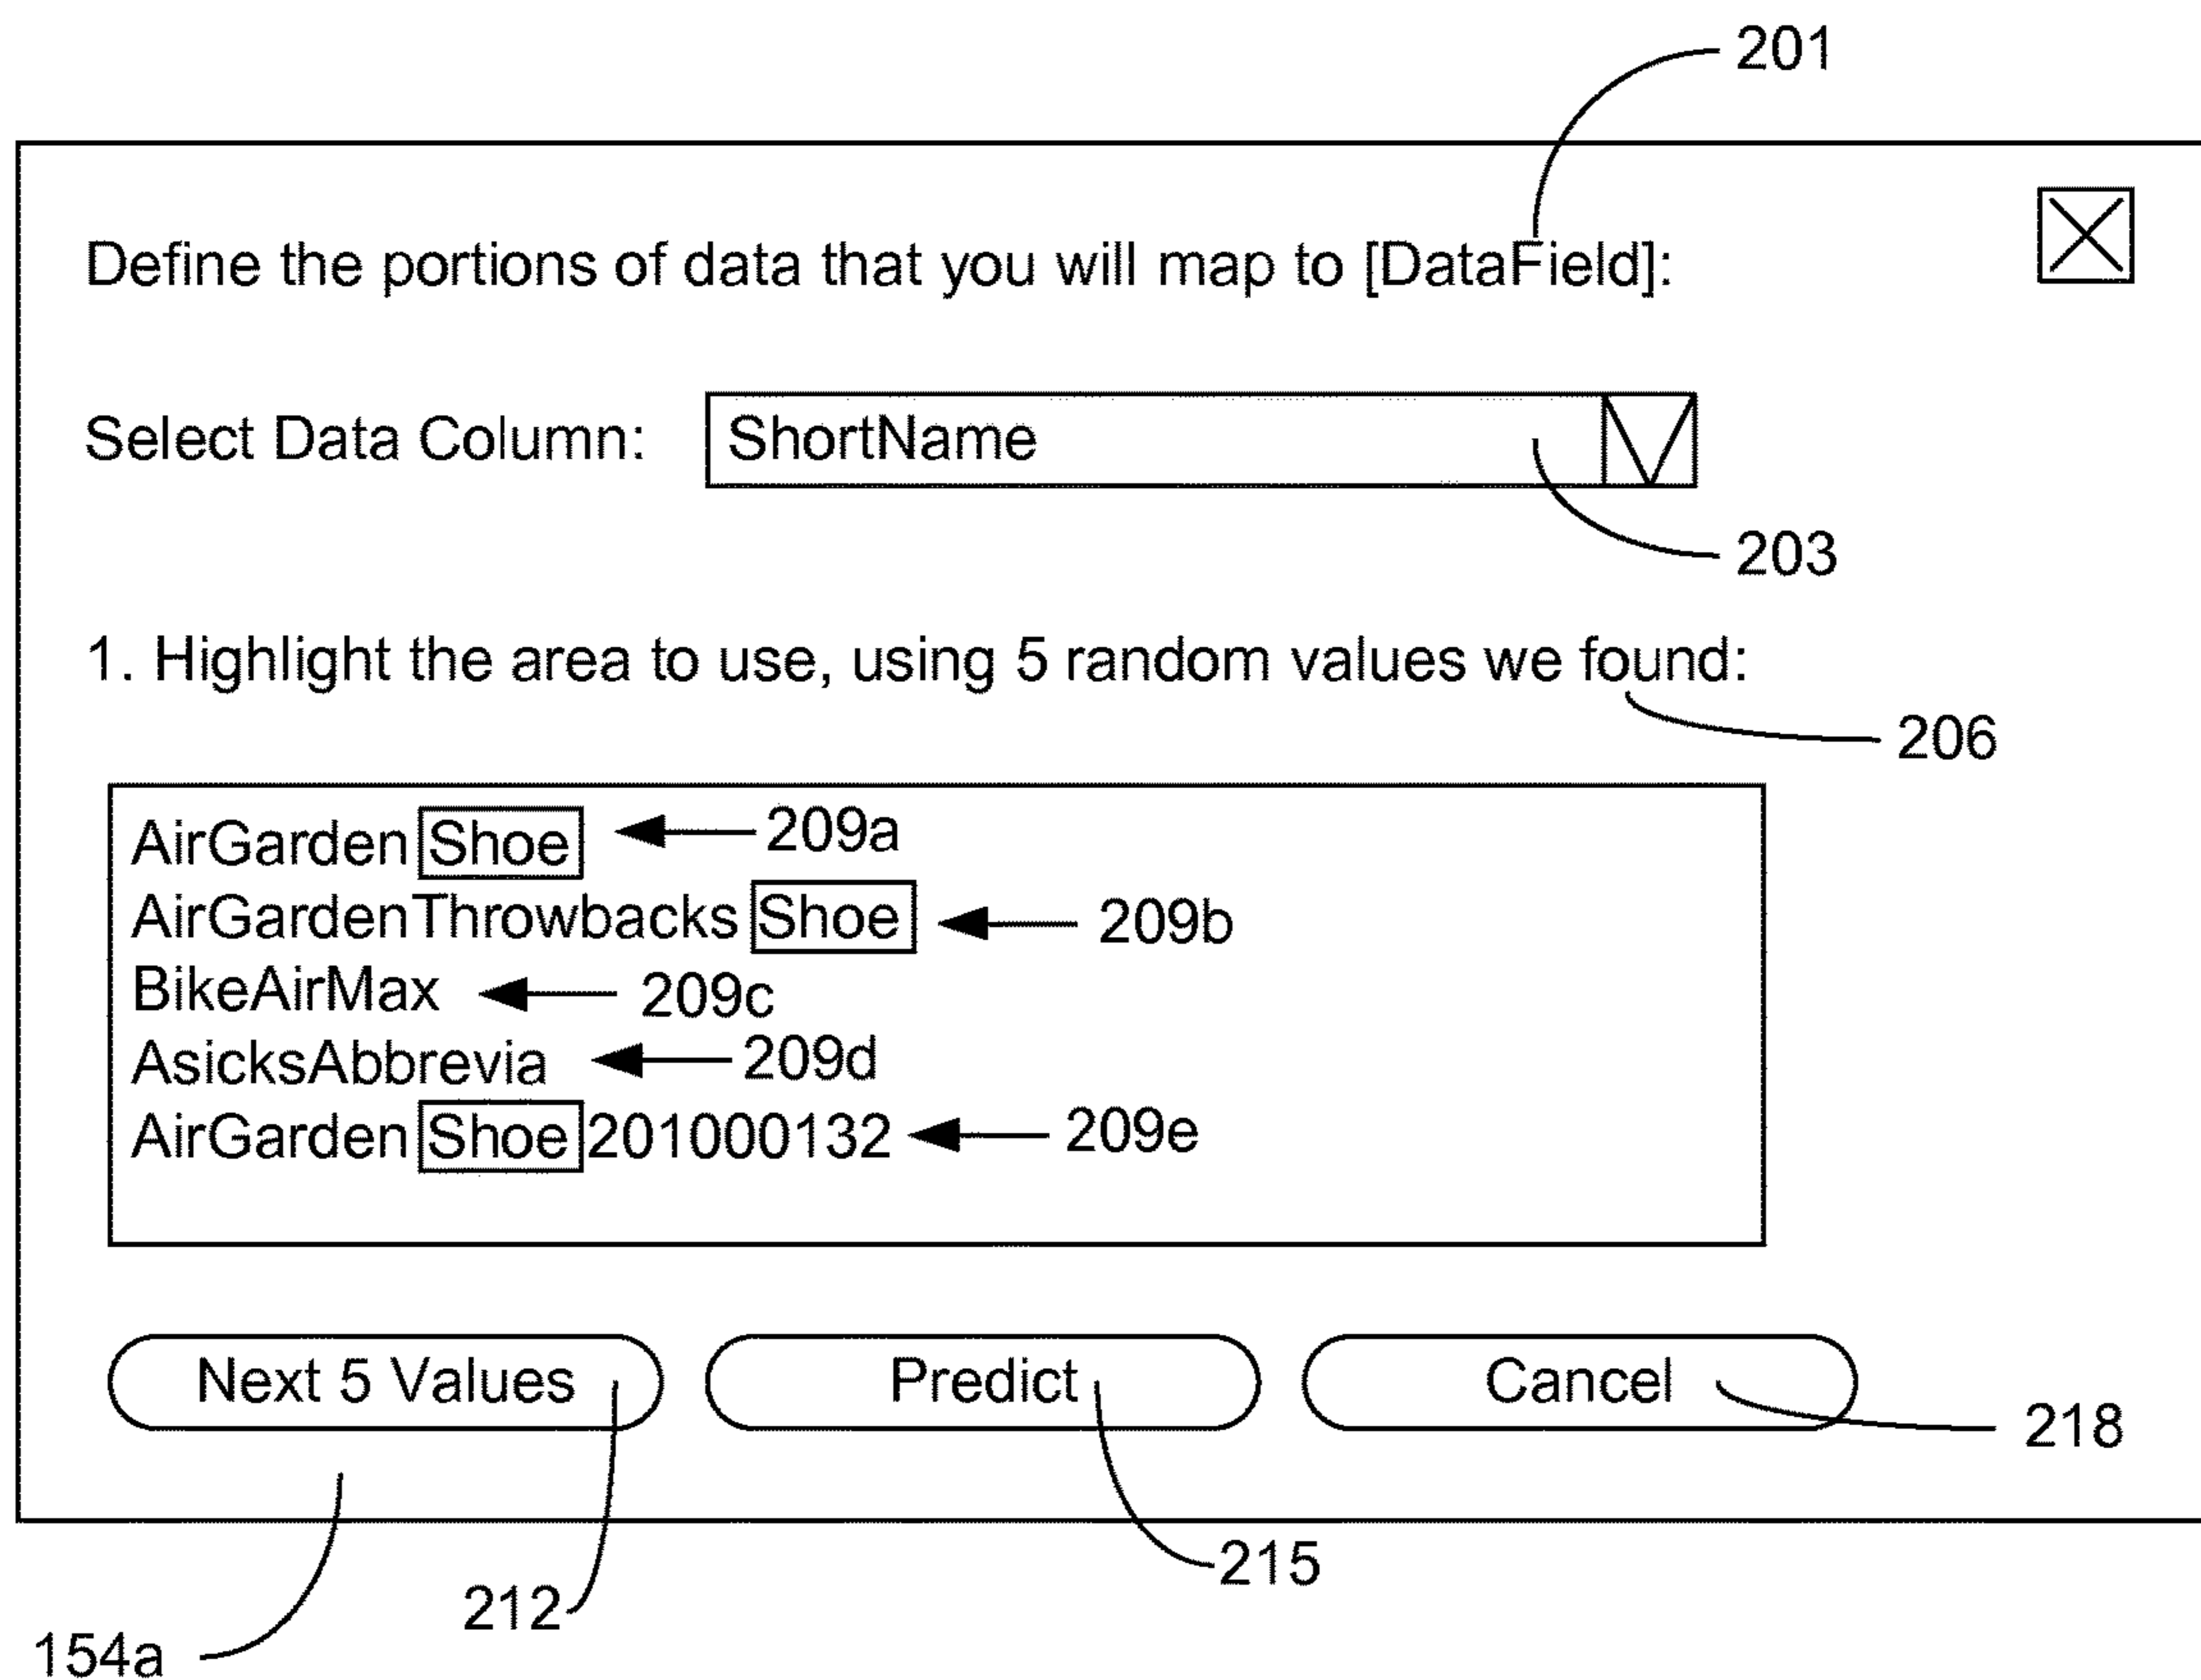 201
Define the portions of data that you will map to [DataField]:
Select Data Column: ShortName
203
1. Highlight the area to use, using 5 random values we found:
206
AirGarden Shoe 209a
AirGardenThrowbacks Shoe 209b
BikeAirMax 209c
AsicksAbbrevia 209d
AirGarden Shoe 201000132 209e
Next 5 Values Predict Cancel
218
215
212
154a